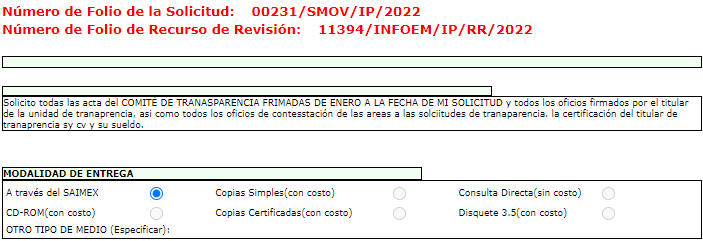 Número de Folio de la Solicitud: 00231/SMOV/IP/2022
Número de Folio de Recurso de Revisión: 11394/INFOEM/IP/RR/2022
Solicito todas las acta del COMITÉ DE TRANASPARENCIA FRIMADAS DE ENERO A LA FECHA DE MI SOLICITUD y todos los oficios firmados por el titular
de la unidad de tranaprencia, asi como todos los oficios de contesstación de las areas a las solciitudes de tranaparencia. la certificación del titular de
tranaprencia sy cv y su sueldo.
MODALIDAD DE ENTREGA
A través del SAIMEX Copias Simples(con costo) Consulta Directa(sin costo)
CD-ROM(con costo) Copias Certificadas(con costo) Disquete 3.5(con costo)
OTRO TIPO DE MEDIO (Especificar):